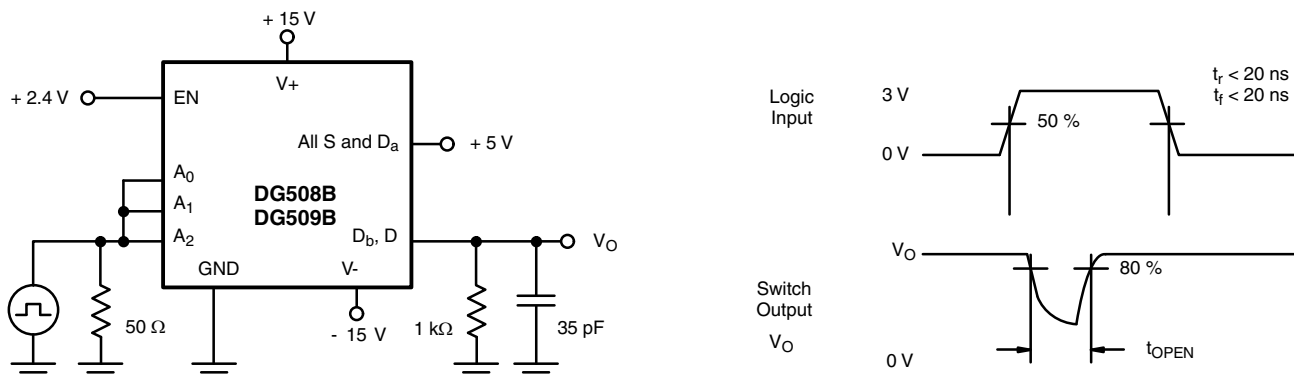 + 15 V
V+
+ 2.4 V
EN
All S and Da
+ 5 V
A0
A1
A2
DG508B
DG509B
Db, D
VO
GND
V-
50 Ω
- 15 V
1 kΩ
35 pF
Logic
Input
3 V
0 V
50 %
tr < 20 ns
tf < 20 ns
VO
80 %
Switch
Output
VO
0 V
tOPEN